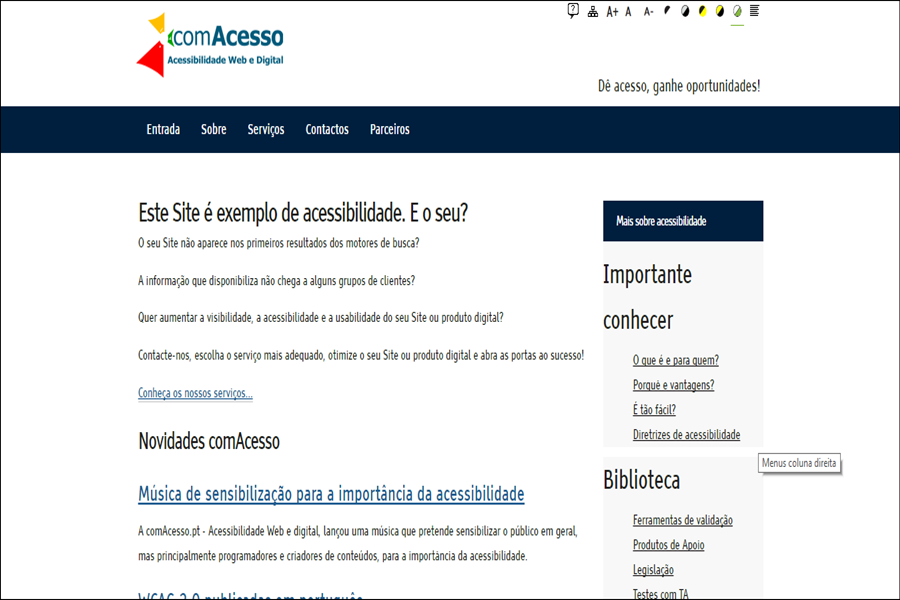 ? A+ A A-
comAcesso
Acessibilidade Web e Digital
Dê acesso, ganhe oportunidades!
Entrada Sobre Serviços Contactos Parceiros
Este Site é exemplo de acessibilidade. E o seu?
O seu Site não aparece nos primeiros resultados dos motores de busca?
A informação que disponibiliza não chega a alguns grupos de clientes?
Quer aumentar a visibilidade, a acessibilidade e a usabilidade do seu Site ou produto digital?
Contacte-nos, escolha o serviço mais adequado, otimize o seu Site ou produto digital e abra as portas ao sucesso!
Conheça os nossos serviços...
Novidades comAcesso
Música de sensibilização para a importância da acessibilidade
A comAcesso.pt - Acessibilidade Web e digital, lançou uma música que pretende sensibilizar o público em geral,
mas principalmente programadores e criadores de conteúdos, para a importância da acessibilidade.
WCAG 2.0 publicadas em português
Mais sobre acessibilidade
Importante
conhecer
O que é e para quem?
Porquê e vantagens?
É tão fácil?
Diretrizes de acessibilidade
Menus coluna direita
Biblioteca
Ferramentas de validação
Produtos de Apoio
Legislação
Testes com TA